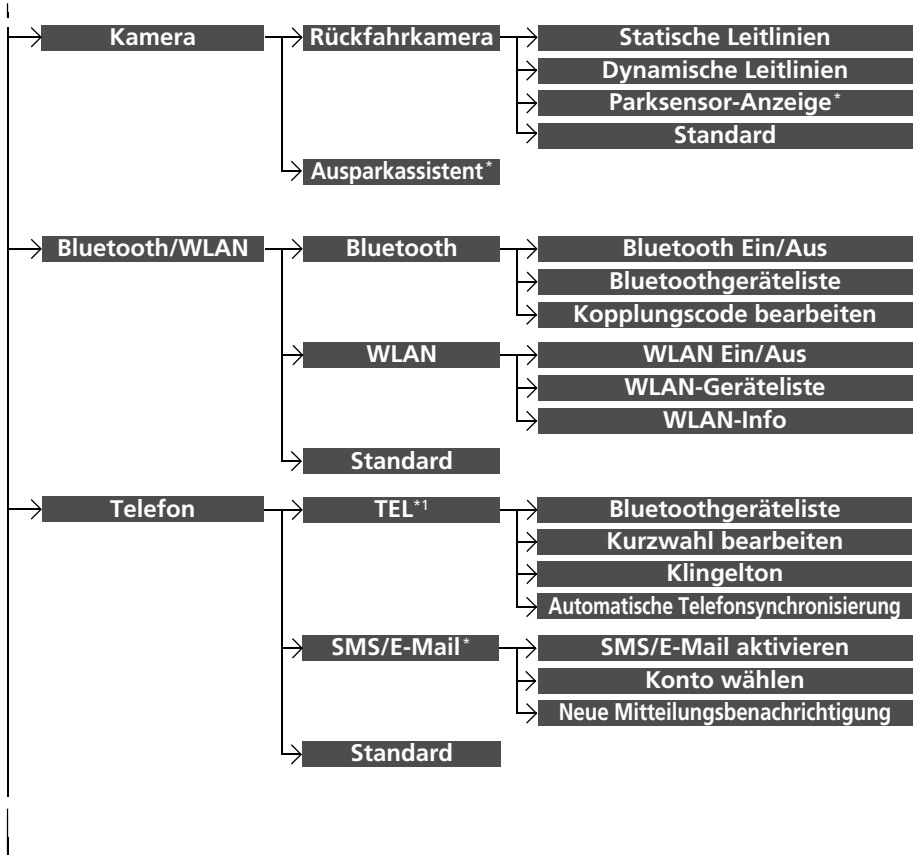 Kamera
Rückfahrkamera
Statische Leitlinien
Dynamische Leitlinien
Parksensor-Anzeige*
Standard
Ausparkassistent*
Bluetooth/WLAN
Bluetooth
Bluetooth Ein/Aus
Bluetoothgeräteliste
Kopplungscode bearbeiten
WLAN
WLAN Ein/Aus
WLAN-Geräteliste
WLAN-Info
Standard
Telefon
TEL*1
Bluetoothgeräteliste
Kurzwahl bearbeiten
Klingelton
Automatische Telefonsynchronisierung
SMS/E-Mail*
SMS/E-Mail aktivieren
Konto wählen
Neue Mitteilungsbenachrichtigung
Standard